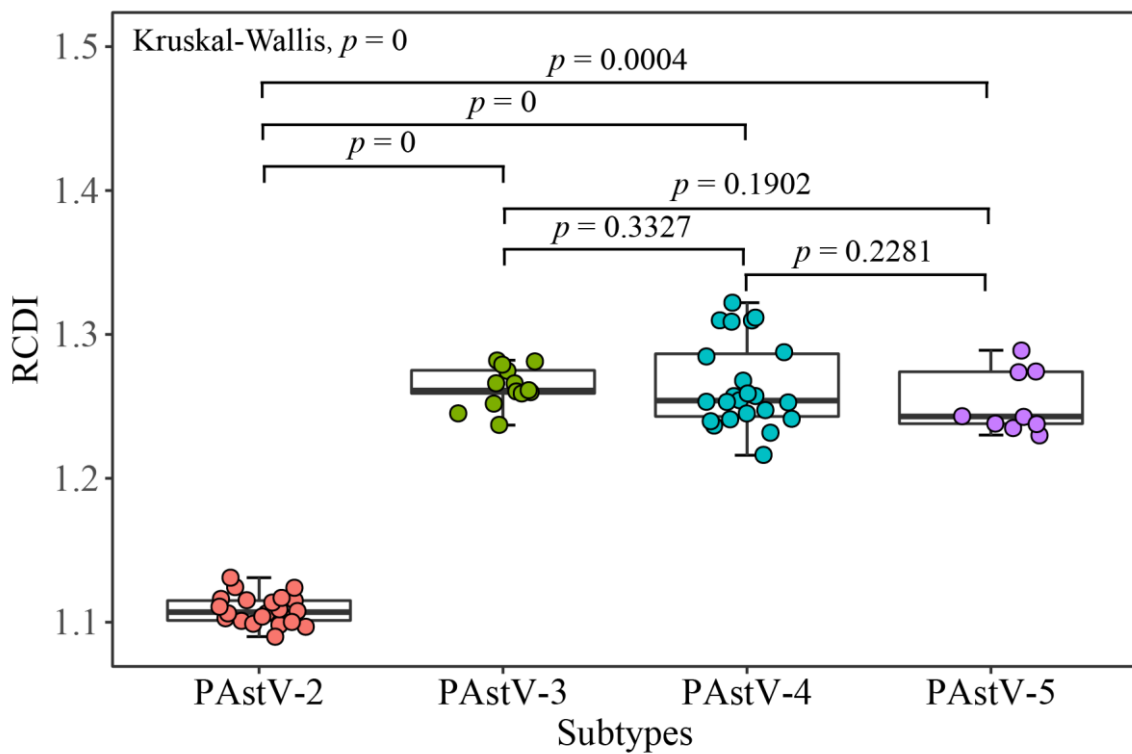 Kruskal-Wallis, p = 0
p = 0.0004
p = 0
p = 0
p = 0.1902
p = 0.3327
p = 0.2281
RCDI
1.5
1.4
1.3
1.2
1.1
PAstV-2 PAstV-3 PAstV-4 PAstV-5
Subtypes